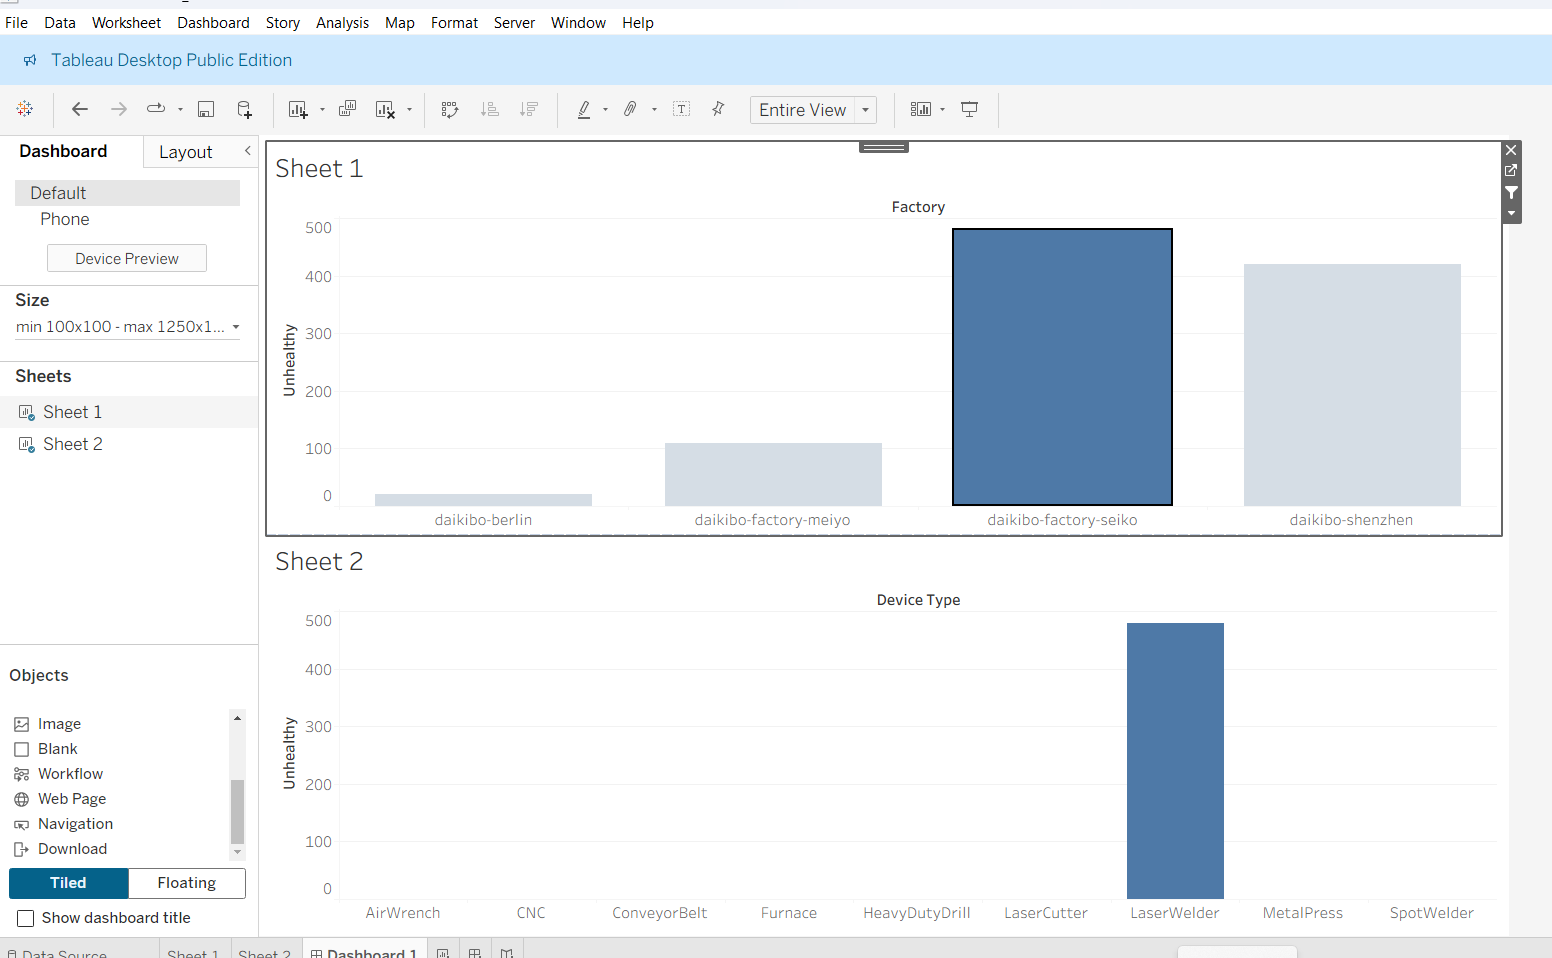 File Data Worksheet Dashboard Story Analysis Map Format Server Window Help
Tableau Desktop Public Edition
Entire View
Dashboard Layout
Default
Phone
Device Preview
Size
min 100x100 - max 1250x1...
Sheets
Sheet 1
Sheet 2
Objects
Image
Blank
Workflow
Web Page
Navigation
Download
Tiled Floating
Show dashboard title
Sheet 1
Factory
Unhealthy
500
400
300
200
100
0
daikibo-berlin daikibo-factory-meiyo daikibo-factory-seiko daikibo-shenzhen
Sheet 2
Device Type
Unhealthy
500
400
300
200
100
0
AirWrench CNC ConveyorBelt Furnace HeavyDutyDrill LaserCutter LaserWelder MetalPress SpotWelder
Data Source Sheet 1 Sheet 2 Dashboard 1